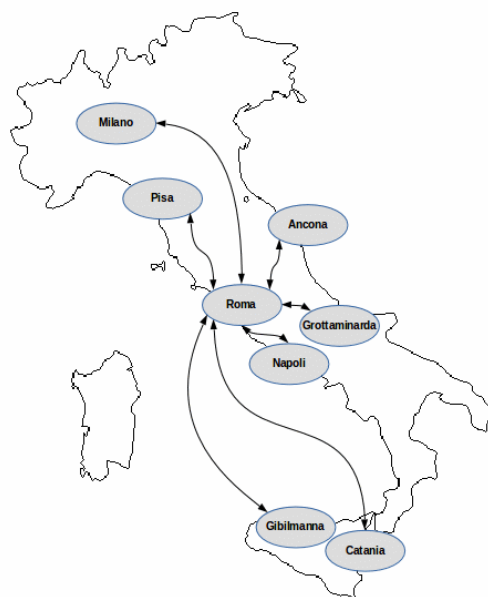 Milano
Pisa
Ancona
Roma
Grottaminarda
Napoli
Gibilmanna
Catania